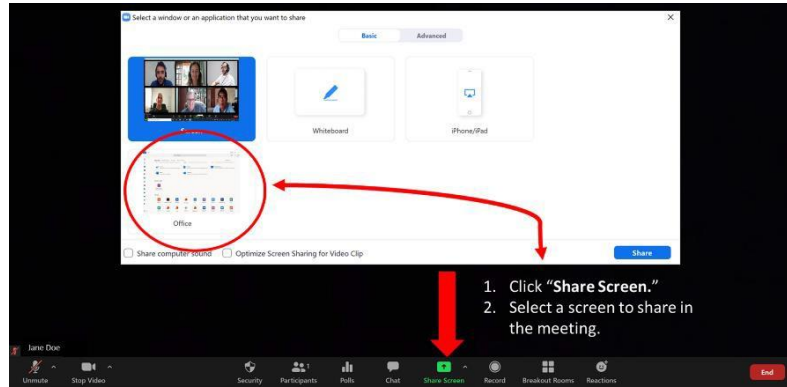 Select a window or an application that you want to share
Basic Advanced
Whiteboard
iPhone/iPad
Office
Share computer sound
Optimize Screen Sharing for Video Clip
Share
1. Click “Share Screen.”
2. Select a screen to share in
the meeting.
Jane Doe
Unmute
Stop Video
Security
Participants
1
Polls
Chat
Share Screen
Record
Breakout Rooms
Reactions
End